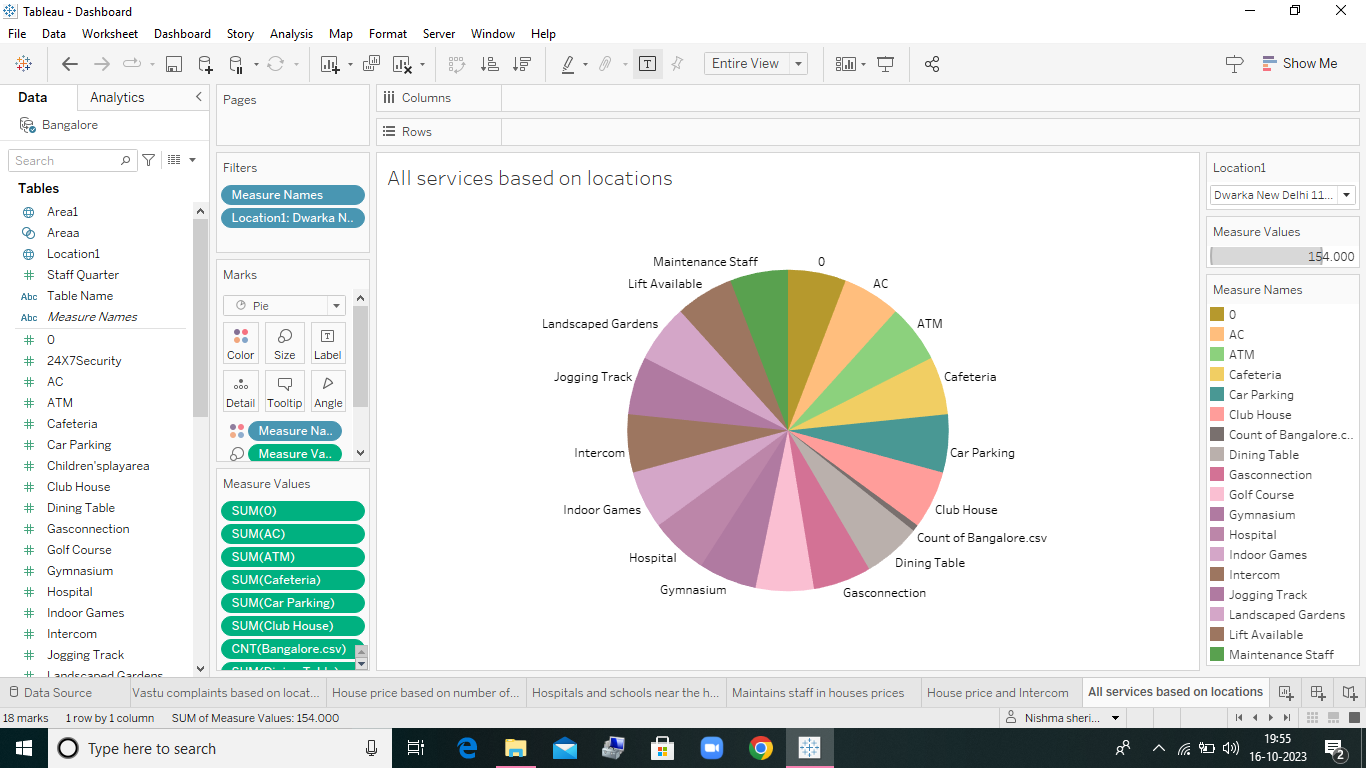 Tableau - Dashboard
File Data Worksheet Dashboard Story Analysis Map Format Server Window Help
Entire View
Show Me
Data Analytics
Bangalore
Search
Tables
Area1
Areaa
Location1
Staff Quarter
Abc Table Name
Abc Measure Names
0
24X7Security
AC
ATM
Cafeteria
Car Parking
Children'splayarea
Club House
Dining Table
Gasconnection
Golf Course
Gymnasium
Hospital
Indoor Games
Intercom
Jogging Track
Landscaped Gardens
Pages
Filters
Measure Names
Location1: Dwarka N..
Marks
Pie
Color Size Label
Detail Tooltip Angle
Measure Na..
Measure Va..
Measure Values
SUM(0)
SUM(AC)
SUM(ATM)
SUM(Cafeteria)
SUM(Car Parking)
SUM(Club House)
CNT(Bangalore.csv)
SUM(Dining Table)
Columns
Rows
All services based on locations
Maintenance Staff
0
Lift Available
AC
Landscaped Gardens
ATM
Jogging Track
Cafeteria
Intercom
Car Parking
Indoor Games
Club House
Count of Bangalore.csv
Hospital
Dining Table
Gymnasium
Gasconnection
Location1
Dwarka New Delhi 11...
Measure Values
154.000
Measure Names
0
AC
ATM
Cafeteria
Car Parking
Club House
Count of Bangalore.c..
Dining Table
Gasconnection
Golf Course
Gymnasium
Hospital
Indoor Games
Intercom
Jogging Track
Landscaped Gardens
Lift Available
Maintenance Staff
Data Source Vastu complaints based on locat... House price based on number of... Hospitals and schools near the h... Maintains staff in houses prices House price and Intercom All services based on locations
18 marks 1 row by 1 column SUM of Measure Values: 154.000 Nishma sheri...
Type here to search
19:55
16-10-2023
2